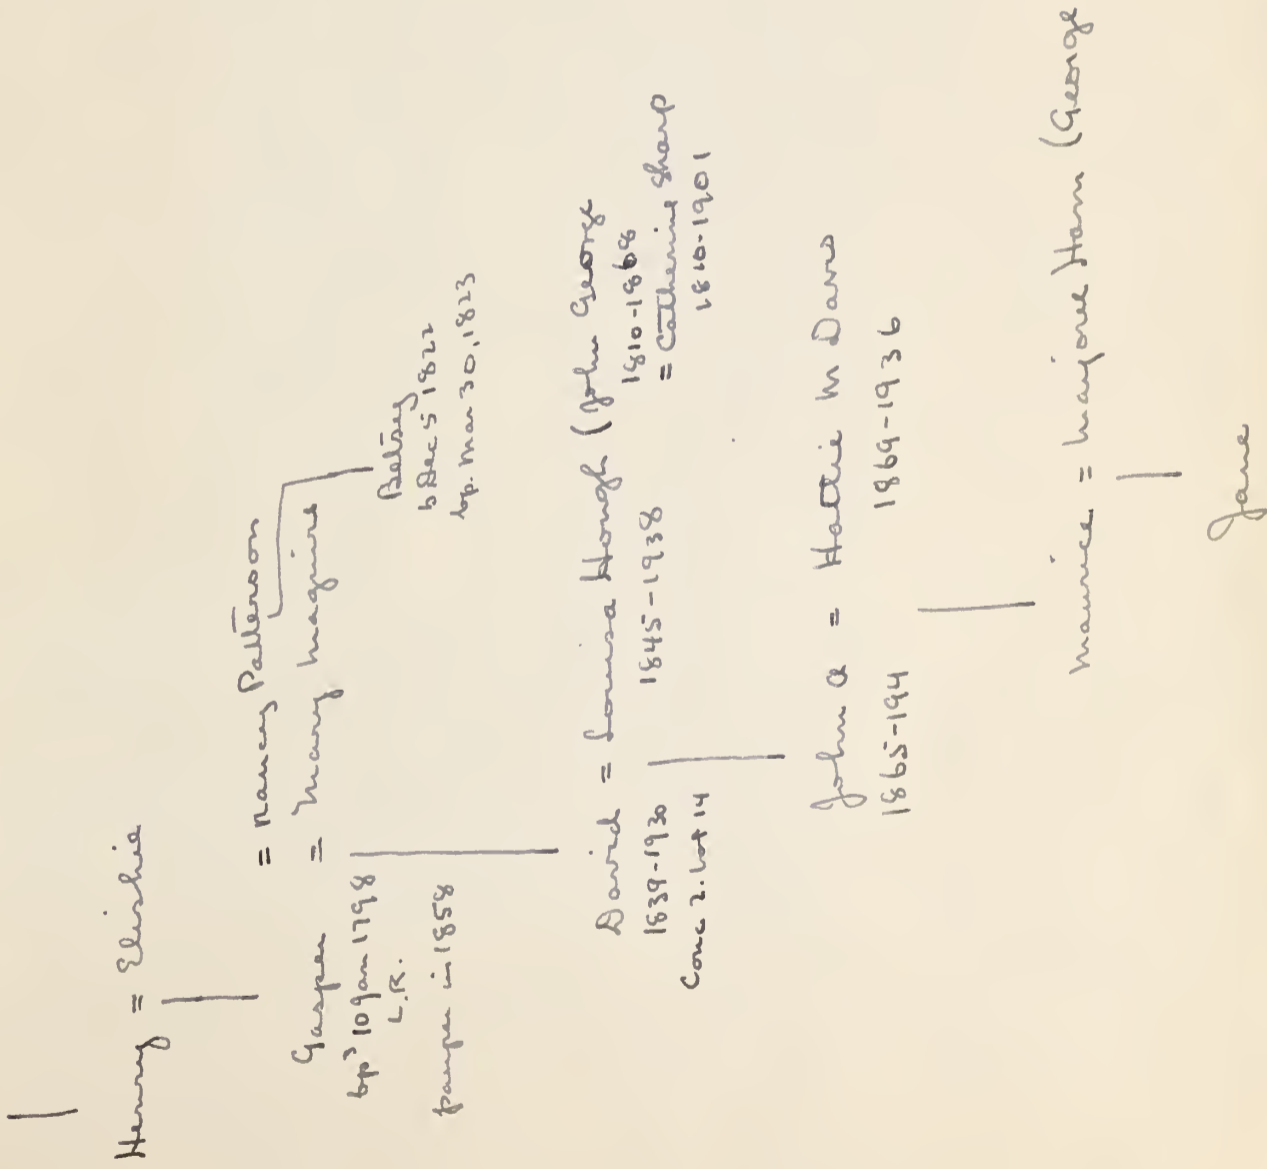 Henry = Elishie
= nancy Patterson
Gasper = Mary Maguire
bp'd 10 Jan 1798
L.R.
pauper in 1858
Betsey
b Dec 5 1822
bp. Mar 30, 1823
David = Louisa Hough (John George
1839-1930 1845-1938 1810-1868
Conc 2. Lot 14 = Catherine Sharp
1810-1901
John A = Hattie M Davis
1865-194 1869-1936
Maurice = Marjorie Ham (George
Jane